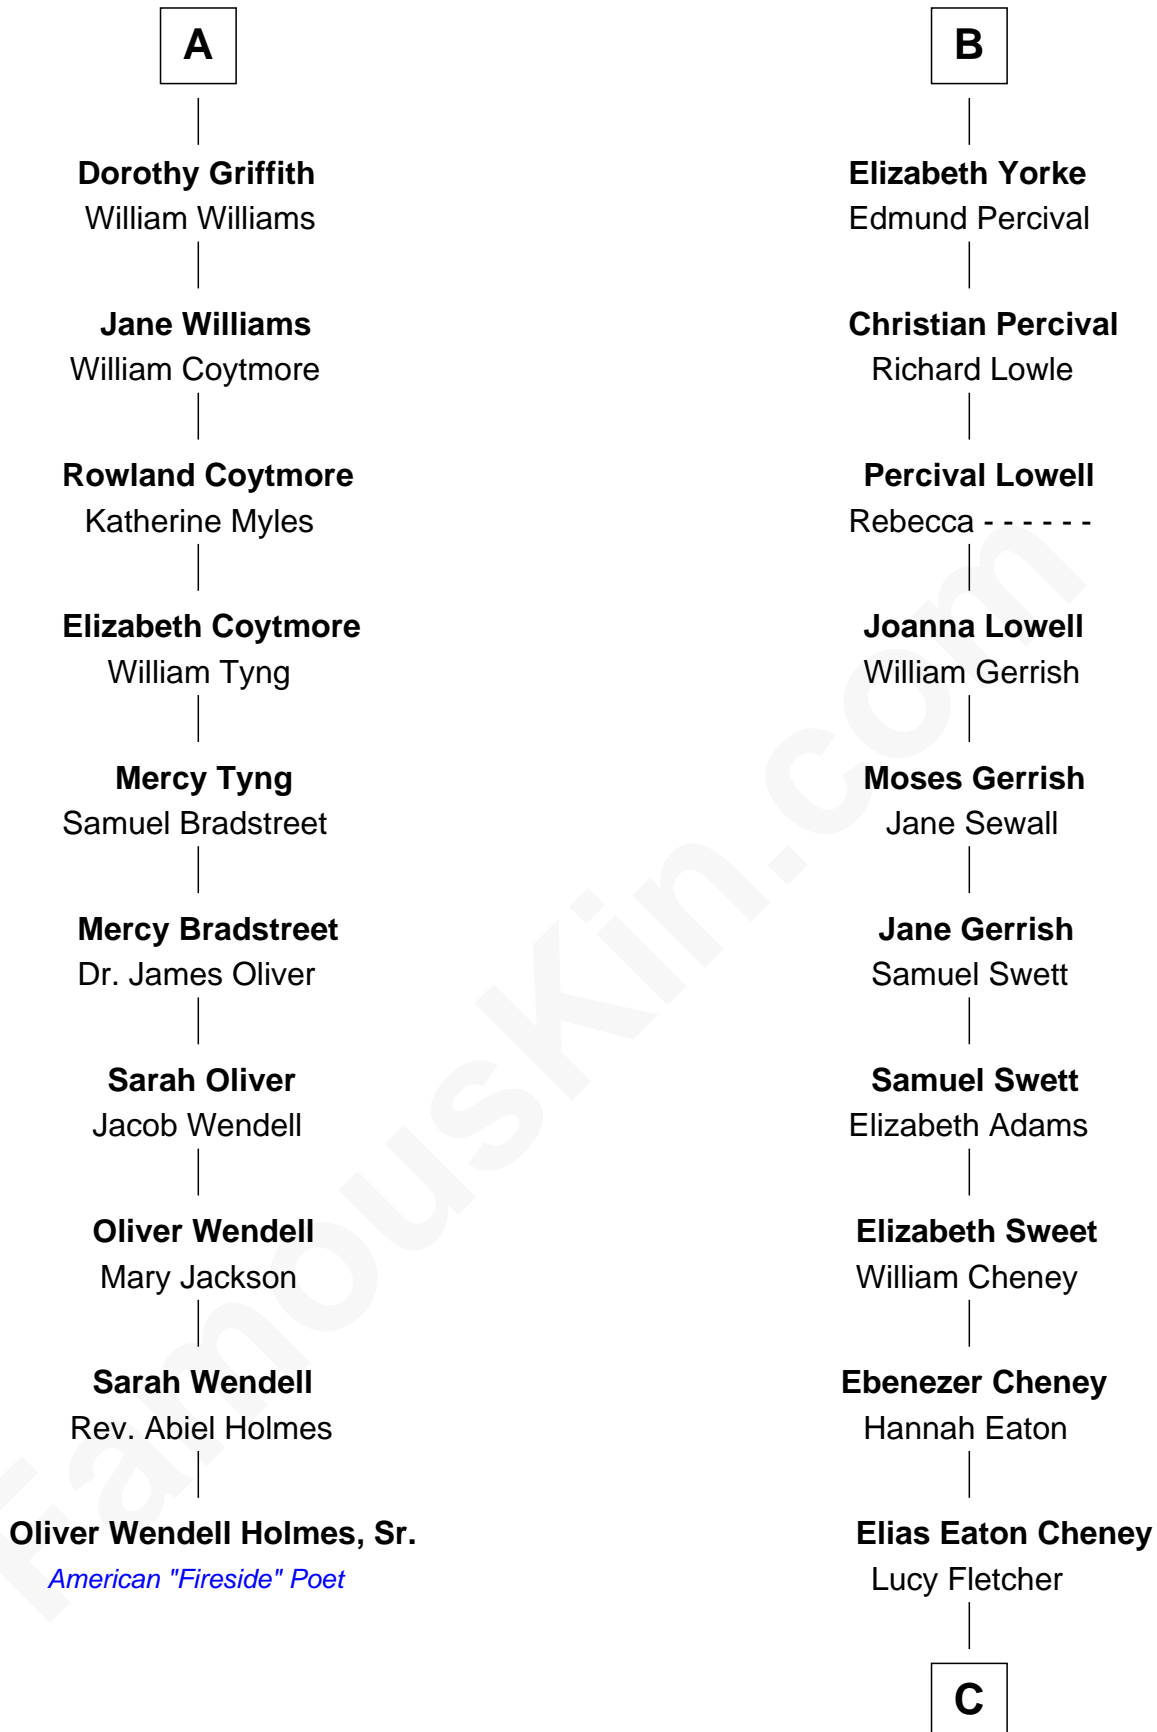 A
Dorothy Griffith
William Williams
Jane Williams
William Coytmore
Rowland Coytmore
Katherine Myles
Elizabeth Coytmore
William Tyng
Mercy Tyng
Samuel Bradstreet
Mercy Bradstreet
Dr. James Oliver
Sarah Oliver
Jacob Wendell
Oliver Wendell
Mary Jackson
Sarah Wendell
Rev. Abiel Holmes
Oliver Wendell Holmes, Sr.
American "Fireside" Poet
B
Elizabeth Yorke
Edmund Percival
Christian Percival
Richard Lowle
Percival Lowell
Rebecca - - - - - -
Joanna Lowell
William Gerrish
Moses Gerrish
Jane Sewall
Jane Gerrish
Samuel Swett
Samuel Swett
Elizabeth Adams
Elizabeth Sweet
William Cheney
Ebenezer Cheney
Hannah Eaton
Elias Eaton Cheney
Lucy Fletcher
C
FamousKin.com